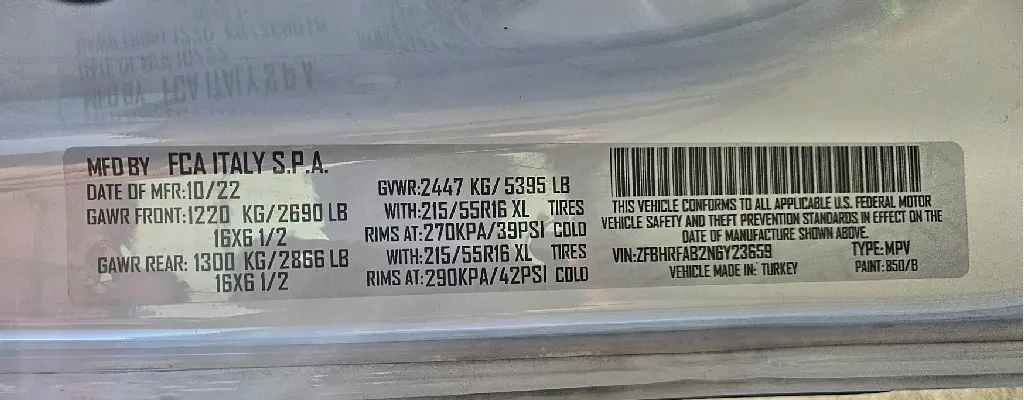 MFD BY FCA ITALY S.P.A.
DATE OF MFR:10/22
GAWR FRONT:1220 KG/2690 LB
16X6 1/2
GAWR REAR: 1300 KG/2866 LB
16X6 1/2
GVWR:2447 KG/5395 LB
WITH:215/55R16 XL TIRES
RIMS AT:270KPA/39PSI COLD
WITH:215/55R16 XL TIRES
RIMS AT:290KPA/42PSI COLD
THIS VEHICLE CONFORMS TO ALL APPLICABLE U.S. FEDERAL MOTOR
VEHICLE SAFETY AND THEFT PREVENTION STANDARDS IN EFFECT ON THE
DATE OF MANUFACTURE SHOWN ABOVE.
VIN:ZFBHRFAB2N6Y23659 TYPE:MPV
VEHICLE MADE IN: TURKEY PAINT:850/B